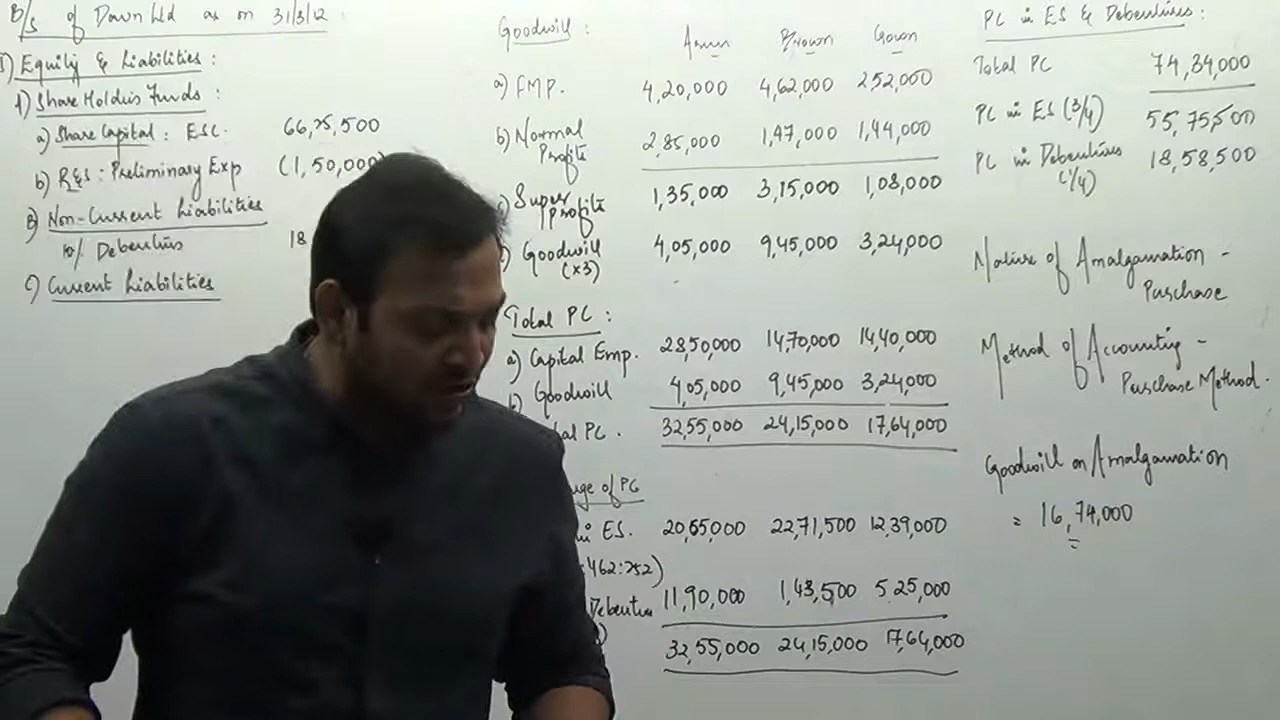 B/S of Dawn Ltd as on 31/3/12
I) Equity & Liabilities :
1) Share Holders Funds :
a) Share Capital : ESC. 66,75,500
b) R&S : Preliminary Exp (1,50,000)
B) Non-Current Liabilities
10% Debentures 18
C) Current Liabilities
Goodwill :
Brown Gown
a) FMP. 4,20,000 4,62,000 2,52,000
b) Normal Profits 2,85,000 1,47,000 1,44,000
Super Profits 1,35,000 3,15,000 1,08,000
Goodwill (×3) 4,05,000 9,45,000 3,24,000
Total PC :
a) Capital Emp. 28,50,000 14,70,000 14,40,000
Goodwill 4,05,000 9,45,000 3,24,000
al PC. 32,55,000 24,15,000 17,64,000
ge of PC
in ES. 20,65,000 22,71,500 12,39,000
:462:252)
Debentures 11,90,000 1,43,500 5,25,000
32,55,000 24,15,000 17,64,000
PC in ES & Debentures :
Total PC 74,34,000
PC in ES (3/4) 55,75,500
PC in Debentures (1/4) 18,58,500
Nature of Amalgamation -
Purchase
Method of Accounting -
Purchase Method.
Goodwill on Amalgamation
= 16,74,000